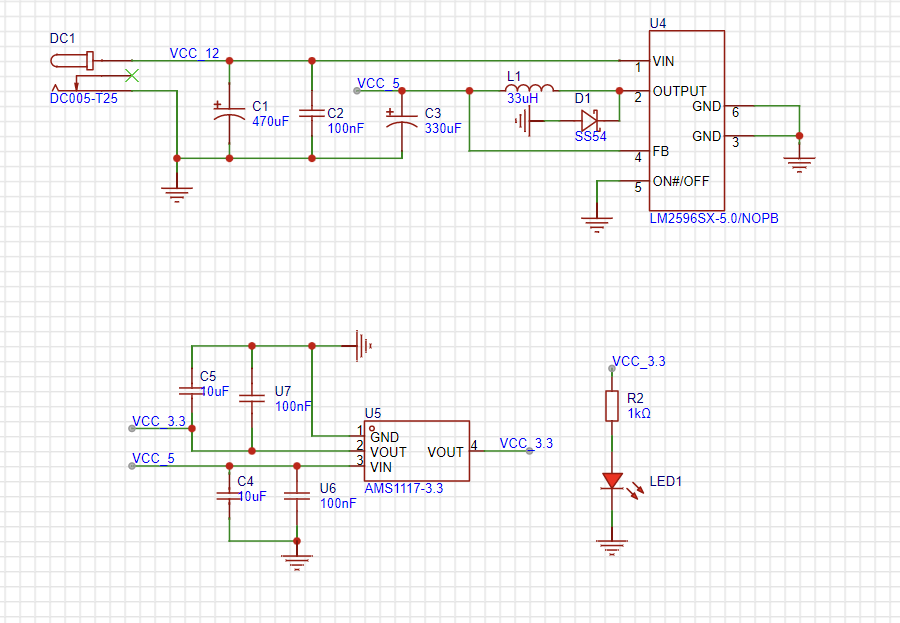 DC1
DC005-T25
VCC_12
C1
470uF
C2
100nF
VCC_5
C3
330uF
L1
33uH
D1
SS54
U4
1
VIN
2
OUTPUT
GND
6
GND
3
4
FB
5
ON#/OFF
LM2596SX-5.0/NOPB
C5
10uF
U7
100nF
VCC_3.3
VCC_5
C4
10uF
U6
100nF
U5
1
GND
2
VOUT
3
VIN
VOUT
4
AMS1117-3.3
VCC_3.3
VCC_3.3
R2
1kΩ
LED1